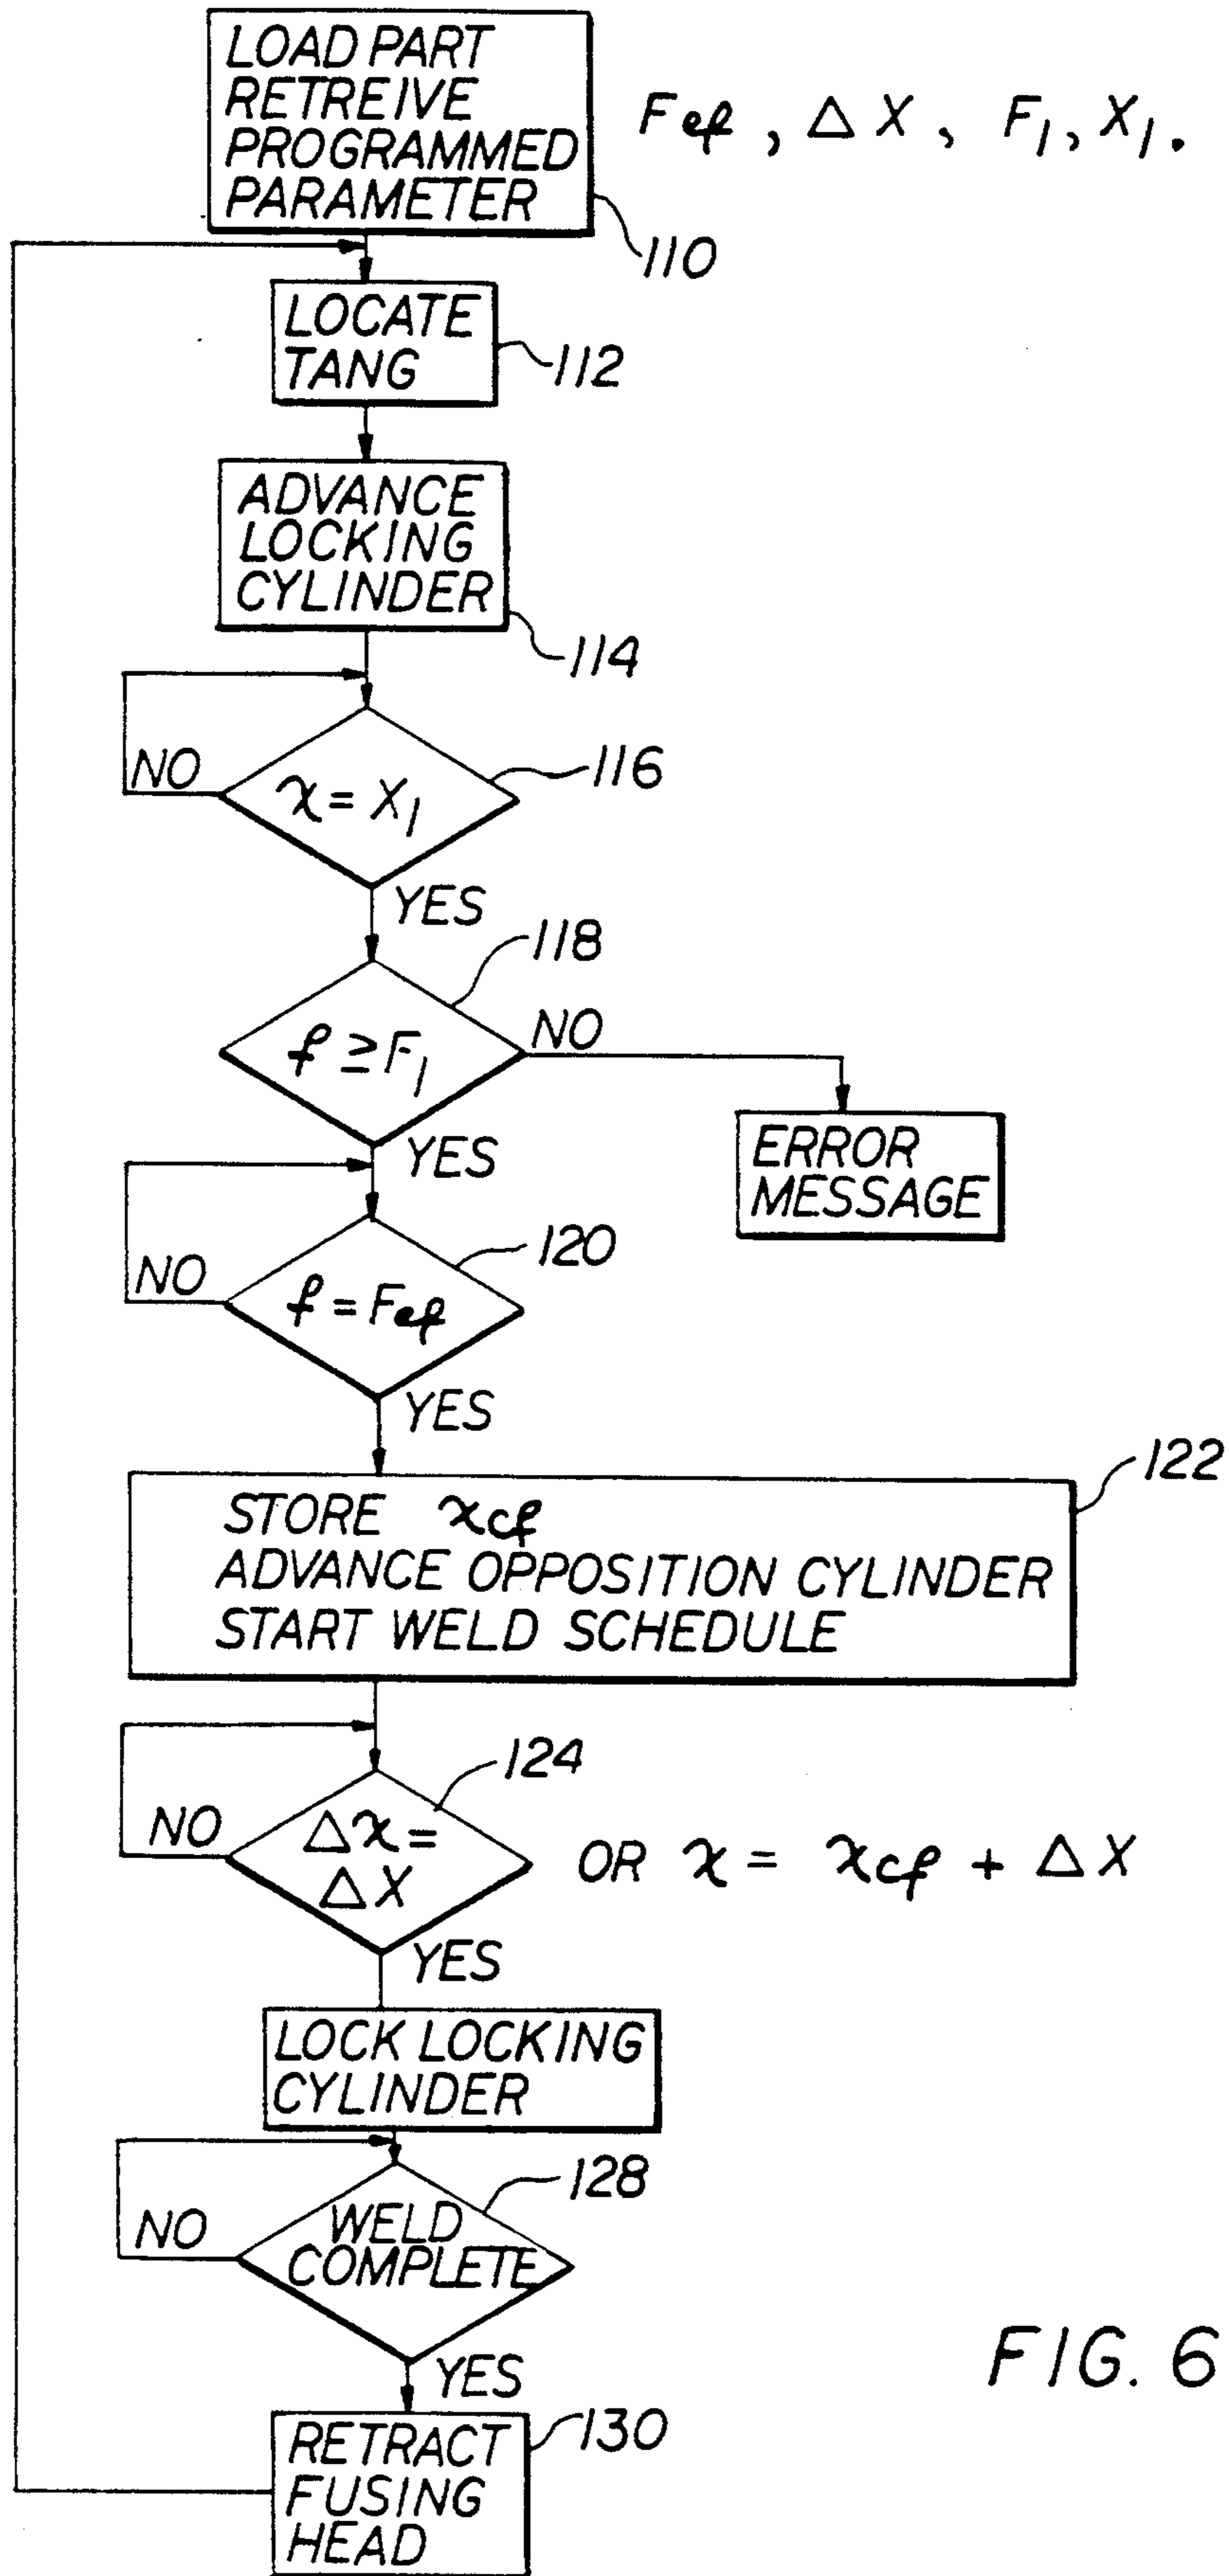 LOAD PART
RETREIVE
PROGRAMMED
PARAMETER
Fcf, ΔX, F1, X1.
110
LOCATE
TANG
112
ADVANCE
LOCKING
CYLINDER
114
NO
x = X1
116
YES
118
f ≥ F1
NO
ERROR
MESSAGE
YES
NO
f = Fcf
120
YES
122
STORE xcf
ADVANCE OPPOSITION CYLINDER
START WELD SCHEDULE
124
NO
Δx =
ΔX
OR x = xcf + ΔX
YES
LOCK LOCKING
CYLINDER
128
NO
WELD
COMPLETE
YES
RETRACT
FUSING
HEAD
130
FIG. 6